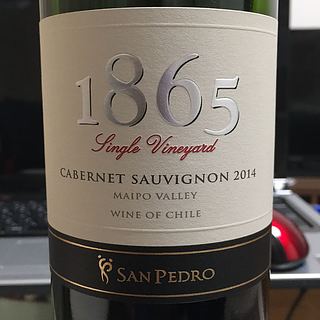 1865
Single Vineyard
CABERNET SAUVIGNON 2014
MAIPO VALLEY
WINE OF CHILE
SAN PEDRO